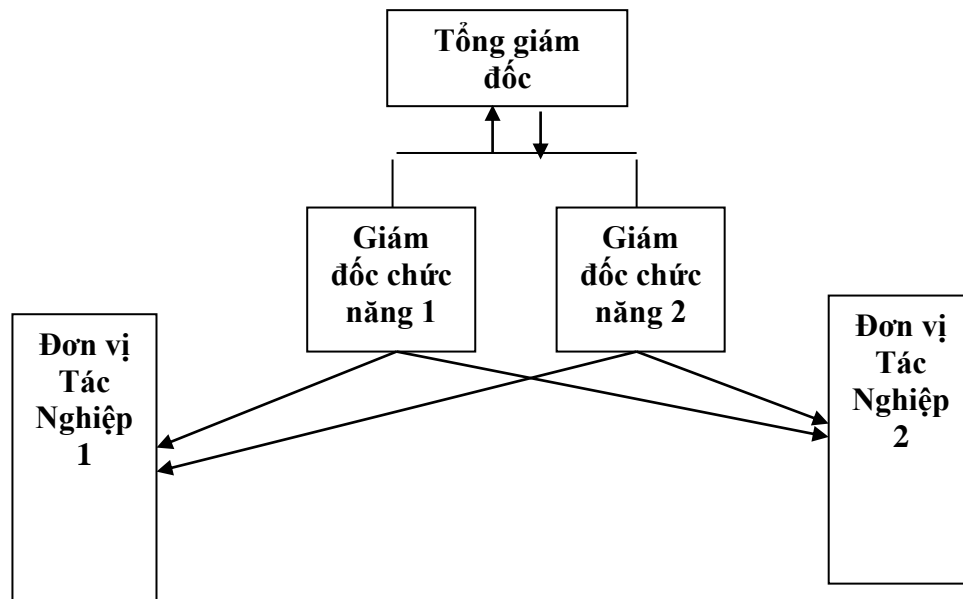 Tổng giám
đốc
Giám
đốc chức
năng 1
Giám
đốc chức
năng 2
Đơn vị
Tác
Nghiệp
1
Đơn vị
Tác
Nghiệp
2